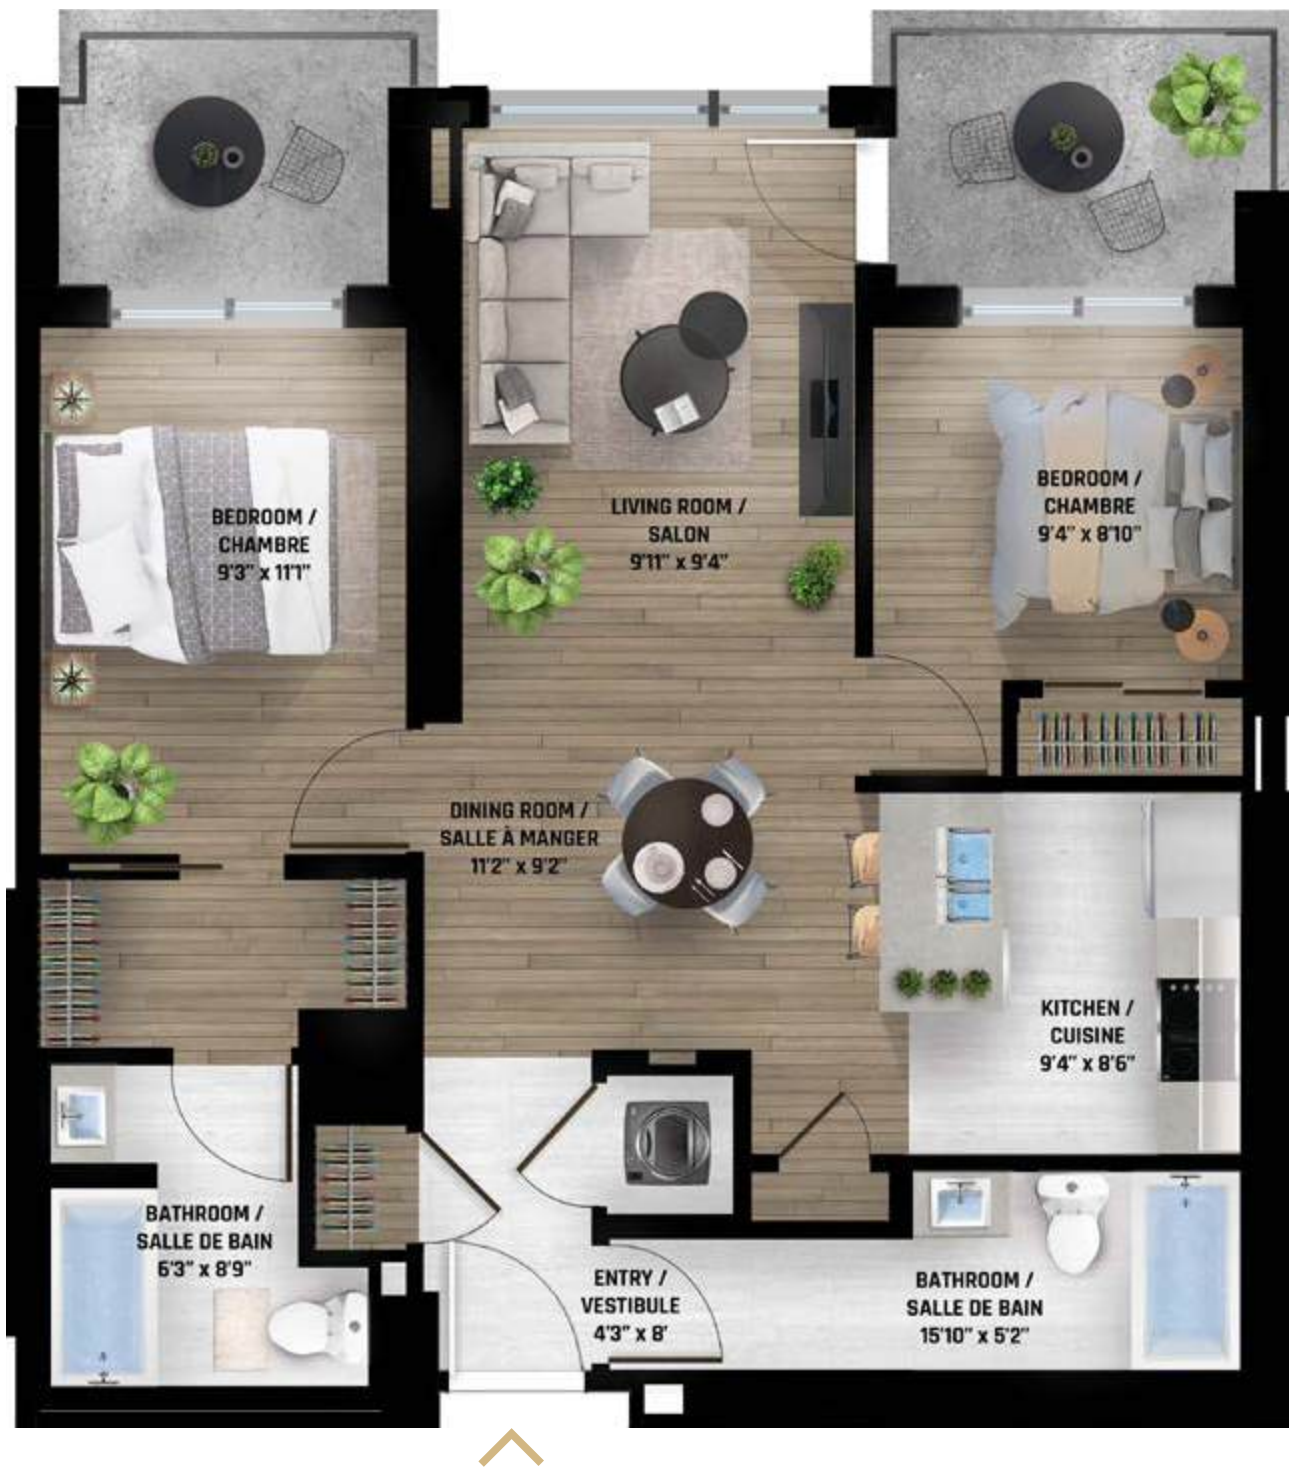 BEDROOM /
CHAMBRE
9'3" x 11'1"
LIVING ROOM /
SALON
9'11" x 9'4"
BEDROOM /
CHAMBRE
9'4" x 8'10"
DINING ROOM /
SALLE À MANGER
11'2" x 9'2"
KITCHEN /
CUISINE
9'4" x 8'6"
BATHROOM /
SALLE DE BAIN
6'3" x 8'9"
ENTRY /
VESTIBULE
4'3" x 8'
BATHROOM /
SALLE DE BAIN
15'10" x 5'2"